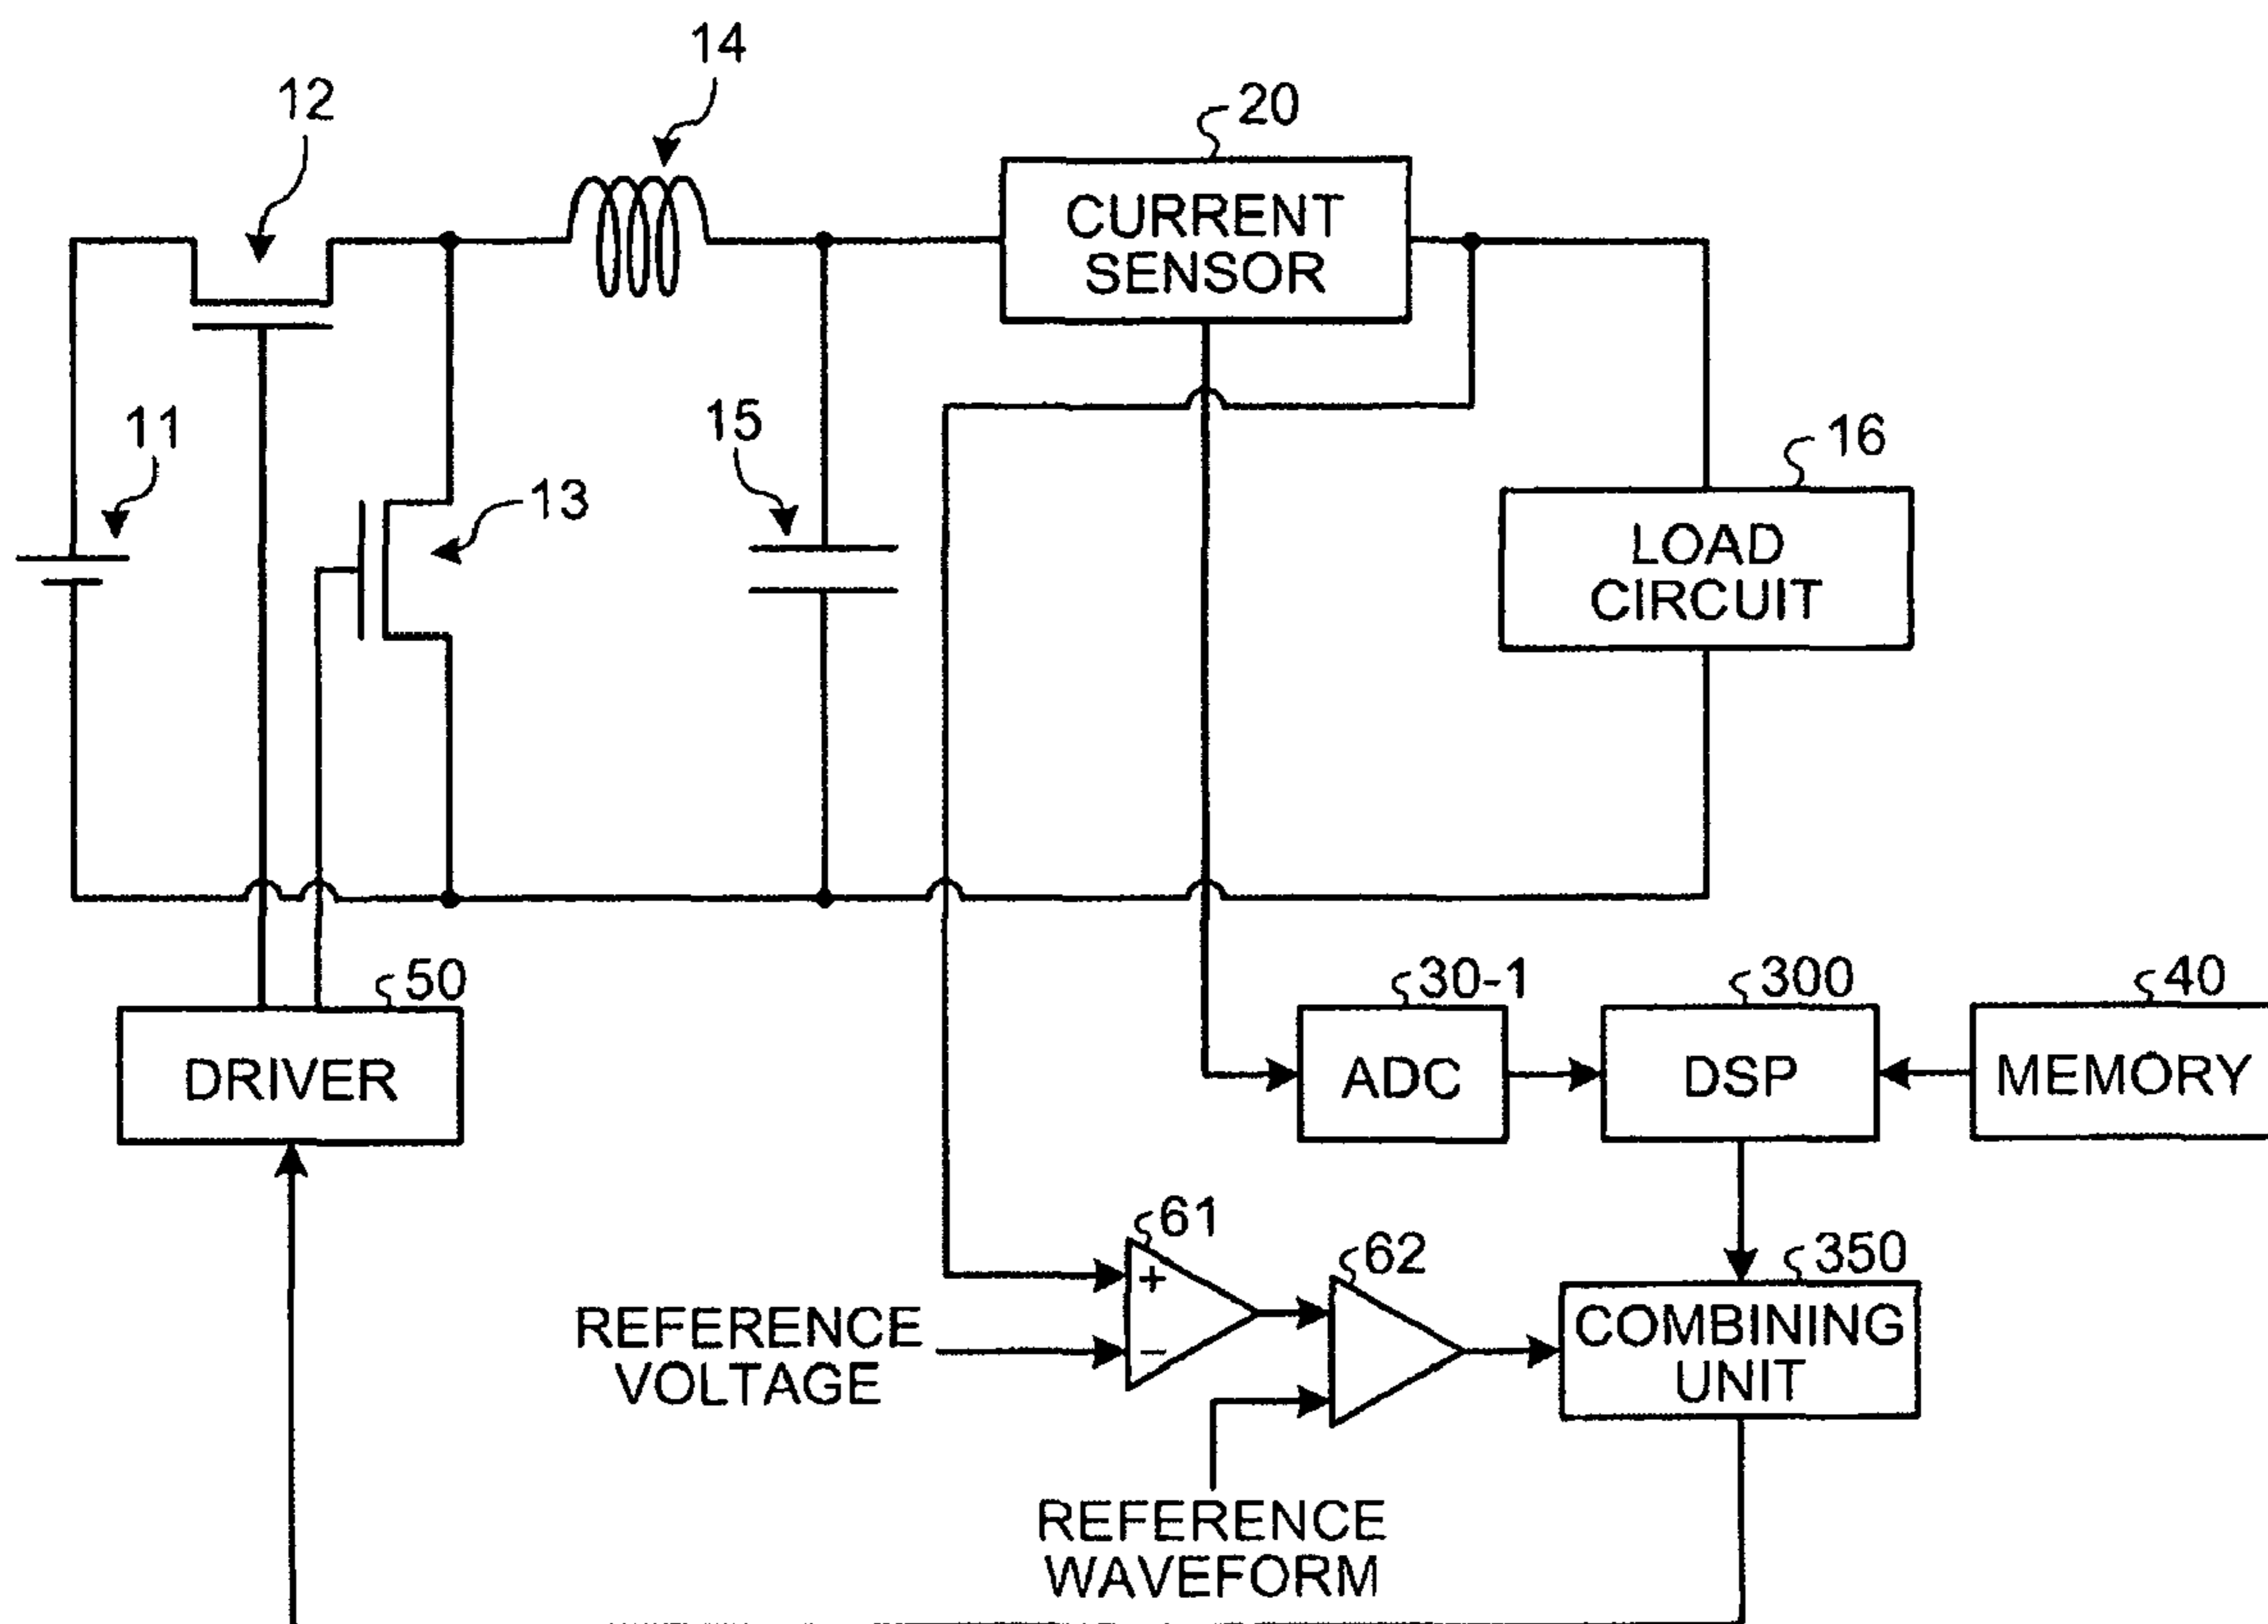 14
12
20
CURRENT
SENSOR
11
15
16
13
LOAD
CIRCUIT
50
30-1
300
40
DRIVER
ADC
DSP
MEMORY
61
62
350
+
REFERENCE
VOLTAGE
−
COMBINING
UNIT
REFERENCE
WAVEFORM